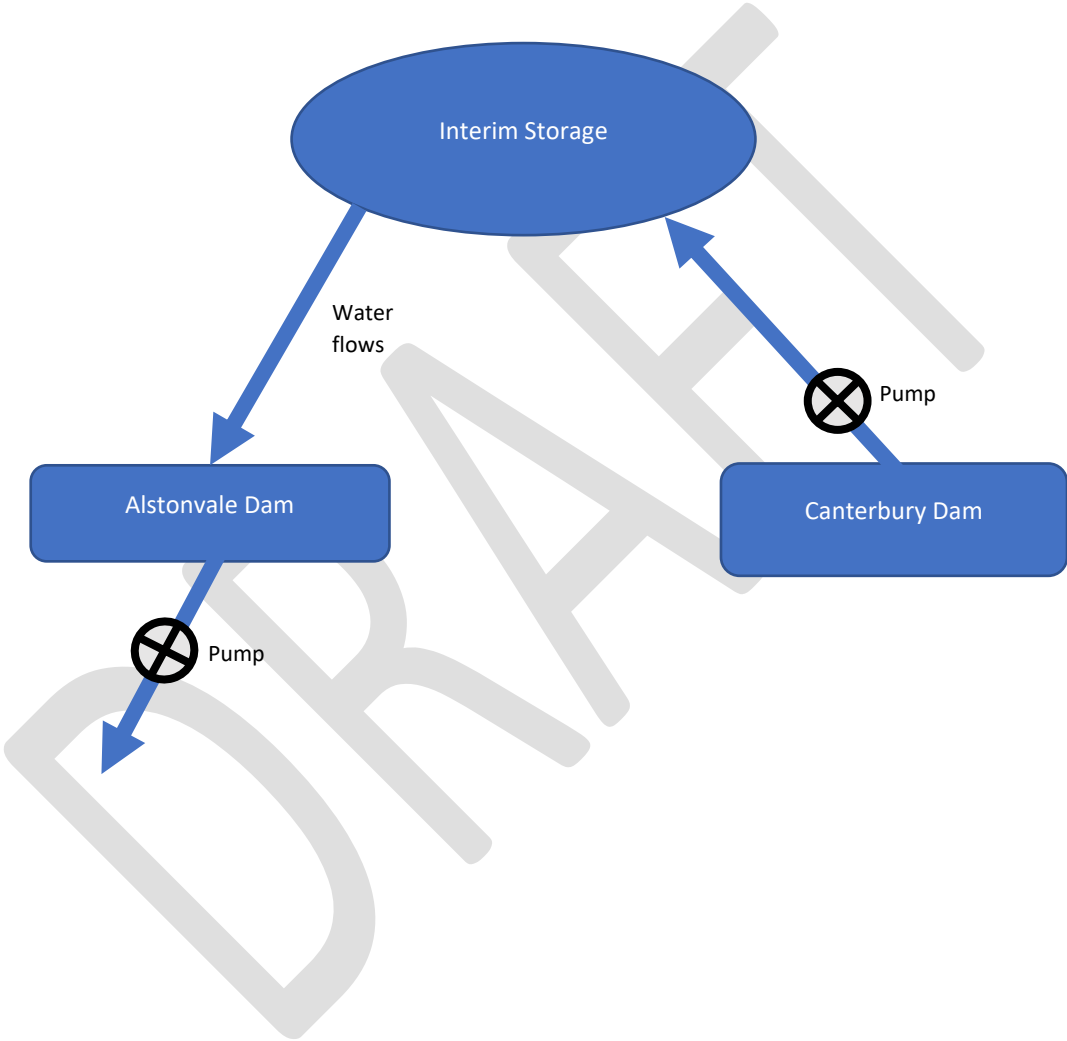 Interim Storage
Water
flows
Pump
Alstonvale Dam
Canterbury Dam
Pump
DRAFT